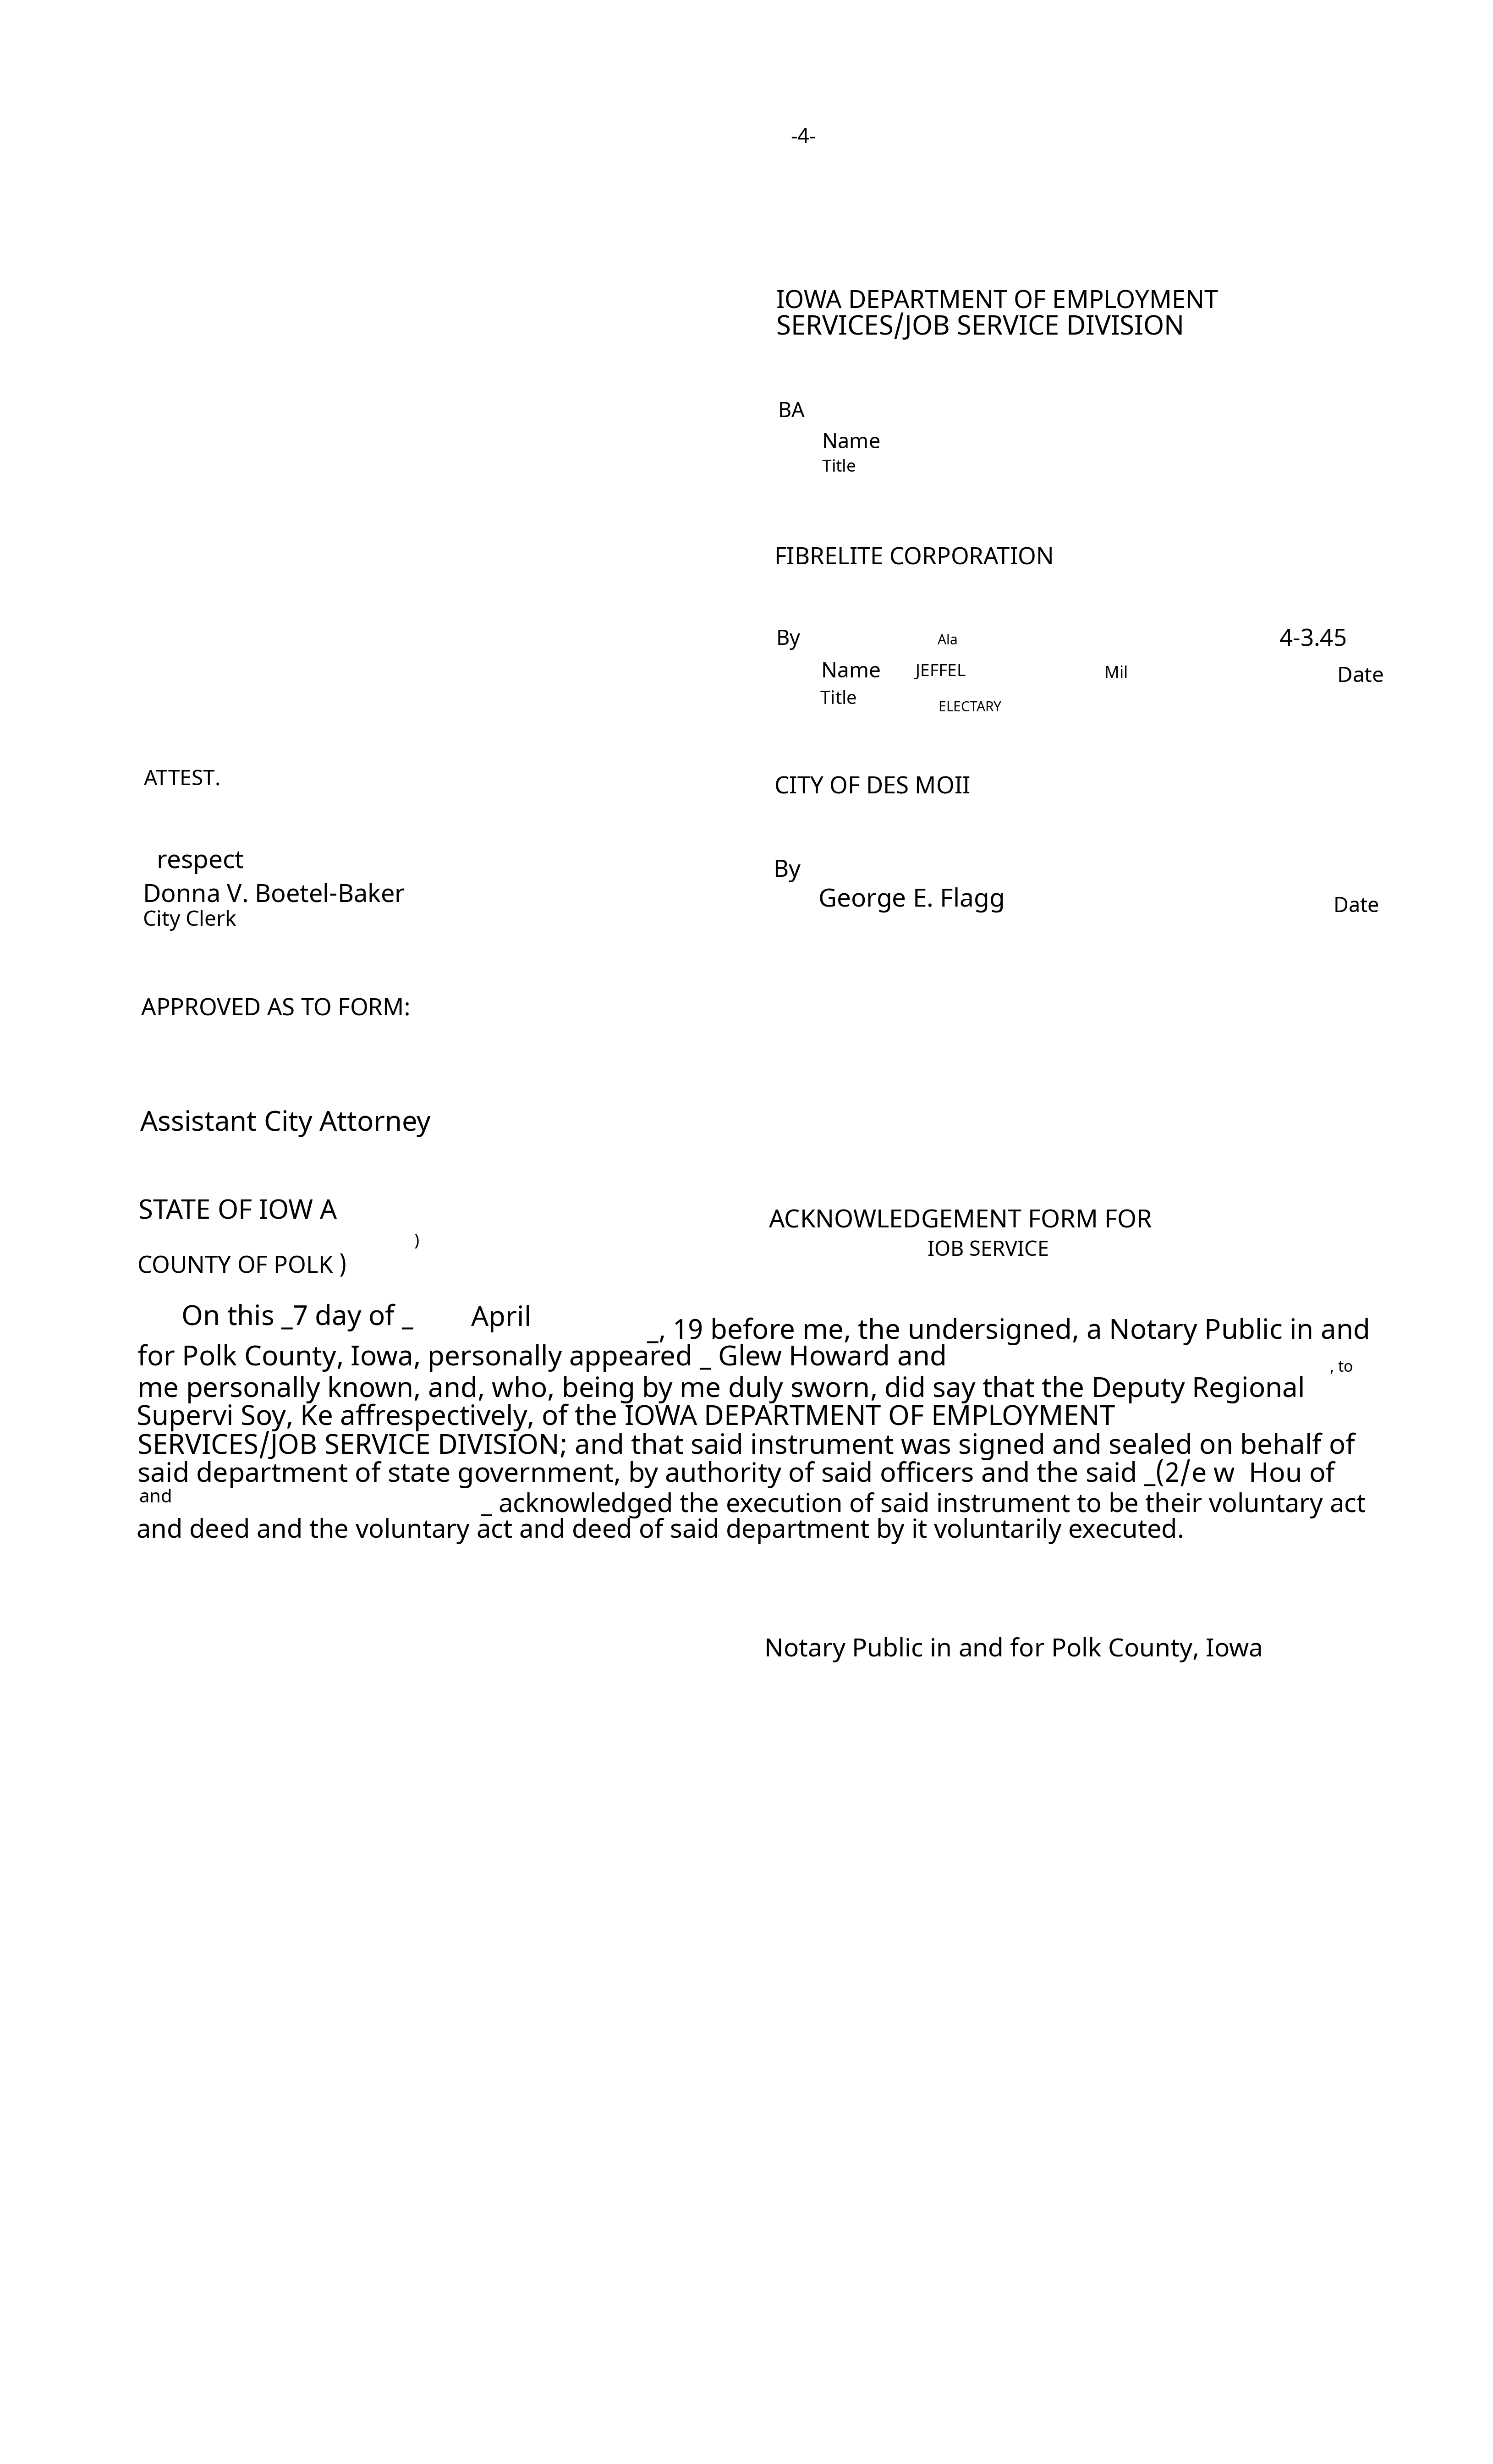 -4-
IOWA DEPARTMENT OF EMPLOYMENT
SERVICES/JOB SERVICE DIVISION
BA
Name
Title
FIBRELITE CORPORATION
By Ala 4-3.45
Name JEFFEL Mil Date
Title ELECTARY
ATTEST. CITY OF DES MOII
respect By
Donna V. Boetel-Baker George E. Flagg Date
City Clerk
APPROVED AS TO FORM:
Assistant City Attorney
STATE OF IOW A ACKNOWLEDGEMENT FORM FOR
) IOB SERVICE
COUNTY OF POLK )
On this _7 day of _ April _, 19 before me, the undersigned, a Notary Public in and
for Polk County, Iowa, personally appeared _ Glew Howard and , to
me personally known, and, who, being by me duly sworn, did say that the Deputy Regional
Supervi Soy, Ke affrespectively, of the IOWA DEPARTMENT OF EMPLOYMENT
SERVICES/JOB SERVICE DIVISION; and that said instrument was signed and sealed on behalf of
said department of state government, by authority of said officers and the said _(2/e w Hou of
and _ acknowledged the execution of said instrument to be their voluntary act
and deed and the voluntary act and deed of said department by it voluntarily executed.
Notary Public in and for Polk County, Iowa